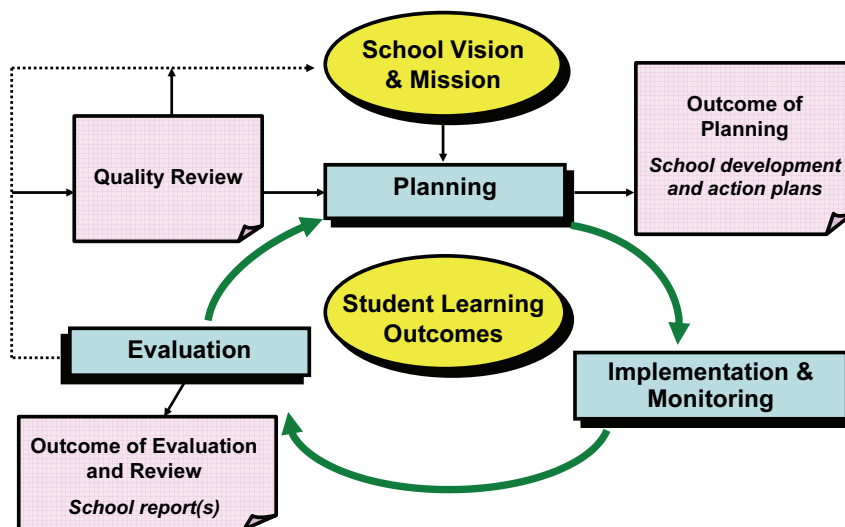 School Vision
& Mission
Outcome of
Planning
School development
and action plans
Quality Review
Planning
Student Learning
Outcomes
Evaluation
Implementation &
Monitoring
Outcome of Evaluation
and Review
School report(s)